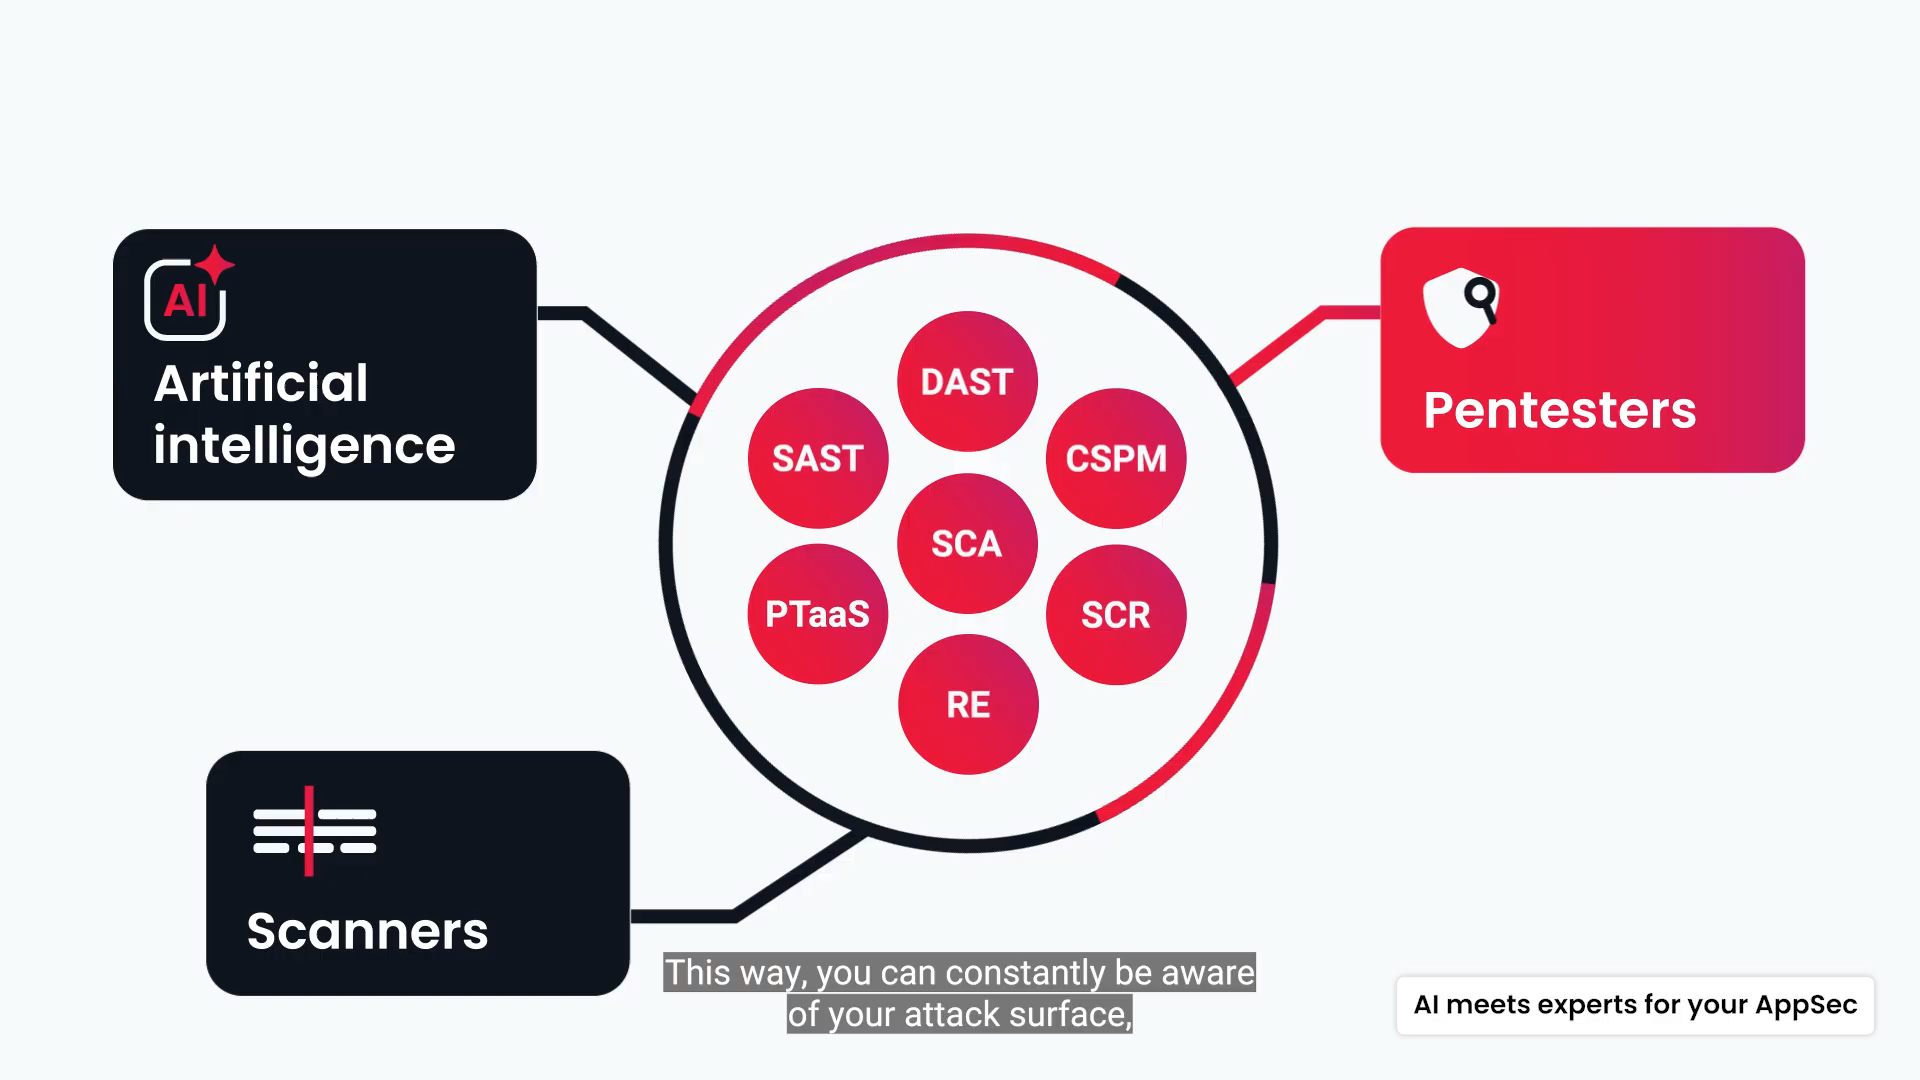 AI
Artificial
intelligence
DAST
SAST
CSPM
SCA
PTaaS
SCR
RE
Pentesters
Scanners
This way, you can constantly be aware
of your attack surface,
AI meets experts for your AppSec